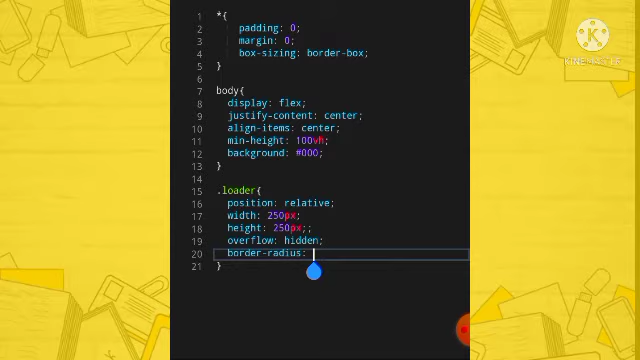 1 *{
2 padding: 0;
3 margin: 0;
4 box-sizing: border-box;
5 }
6
7 body{
8 display: flex;
9 justify-content: center;
10 align-items: center;
11 min-height: 100vh;
12 background: #000;
13 }
14
15 .loader{
16 position: relative;
17 width: 250px;
18 height: 250px;;
19 overflow: hidden;
20 border-radius:
21 }